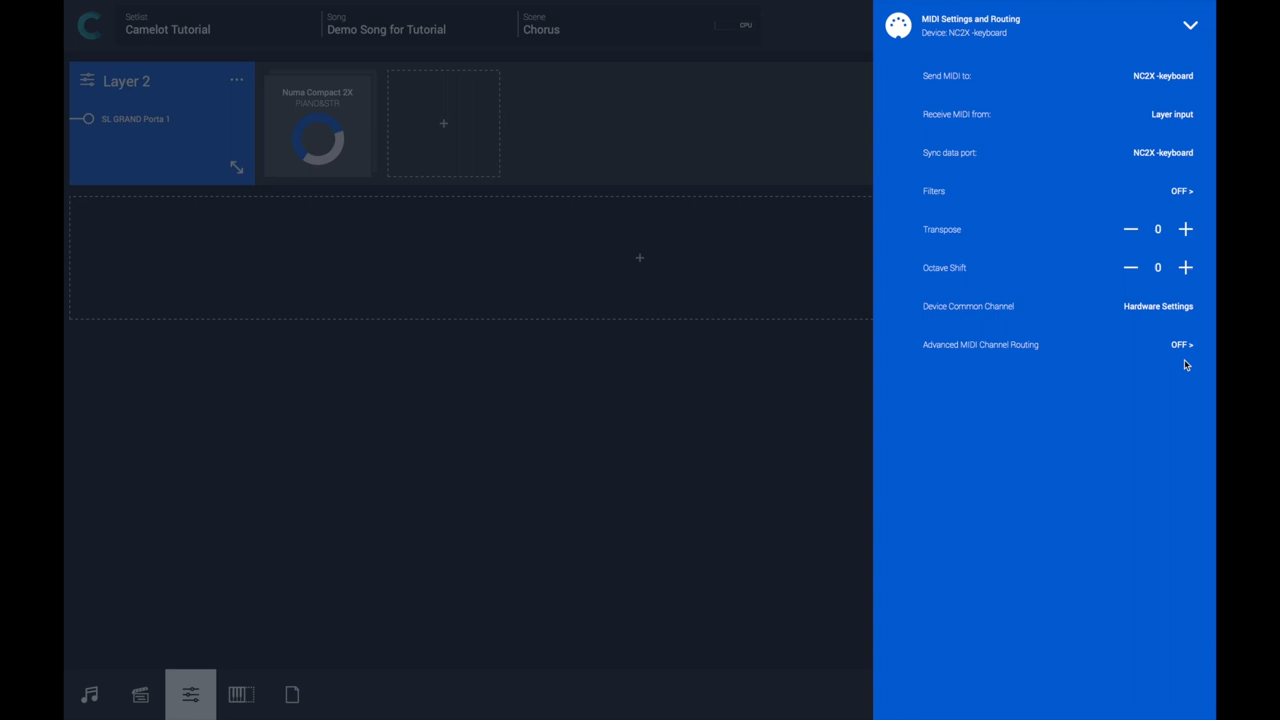 Setlist
Camelot Tutorial
Song
Demo Song for Tutorial
Scene
Chorus
CPU
MIDI Settings and Routing
Device: NC2X -keyboard
Layer 2
SL GRAND Porta 1
Numa Compact 2X
PIANO&STR
Send MIDI to: NC2X -keyboard
Receive MIDI from: Layer input
Sync data port: NC2X -keyboard
Filters OFF >
Transpose — 0 +
Octave Shift — 0 +
Device Common Channel Hardware Settings
Advanced MIDI Channel Routing OFF >